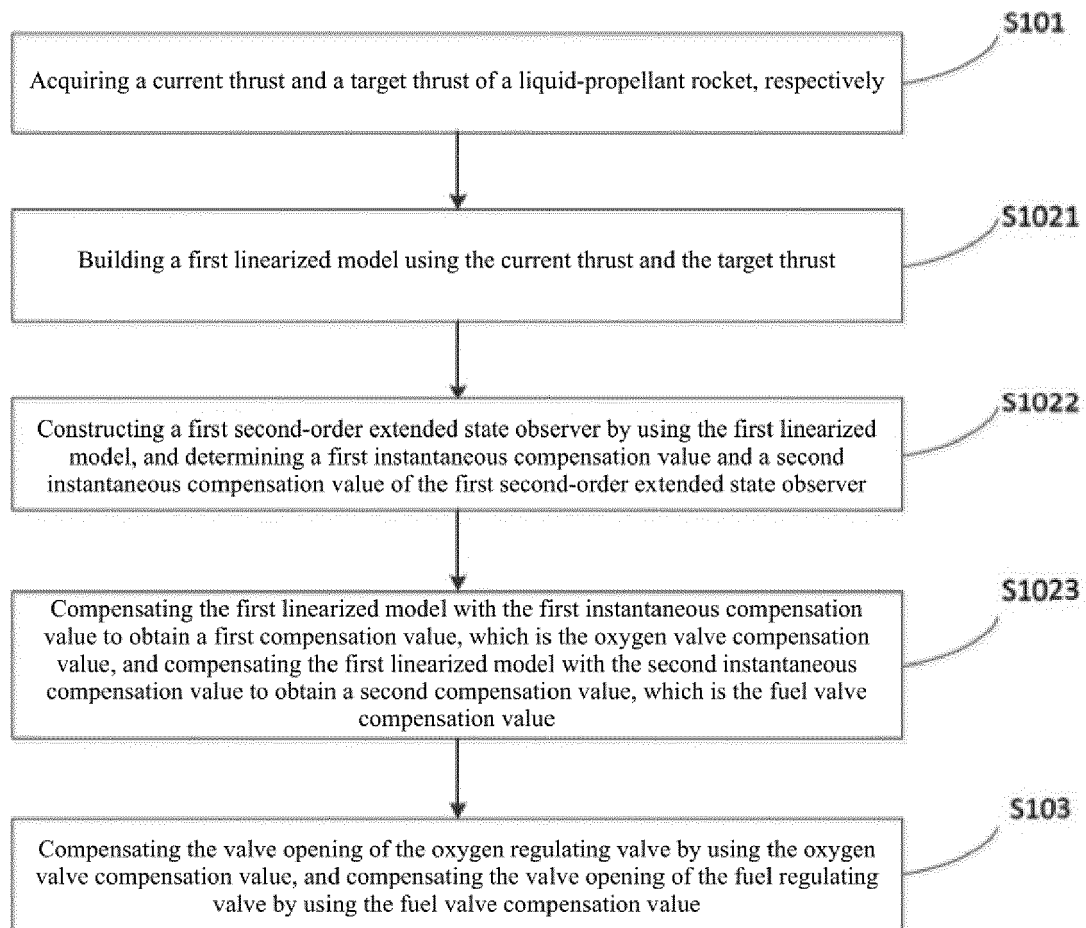 S101
Acquiring a current thrust and a target thrust of a liquid-propellant rocket, respectively
S1021
Building a first linearized model using the current thrust and the target thrust
S1022
Constructing a first second-order extended state observer by using the first linearized
model, and determining a first instantaneous compensation value and a second
instantaneous compensation value of the first second-order extended state observer
S1023
Compensating the first linearized model with the first instantaneous compensation
value to obtain a first compensation value, which is the oxygen valve compensation
value, and compensating the first linearized model with the second instantaneous
compensation value to obtain a second compensation value, which is the fuel valve
compensation value
S103
Compensating the valve opening of the oxygen regulating valve by using the oxygen
valve compensation value, and compensating the valve opening of the fuel regulating
valve by using the fuel valve compensation value